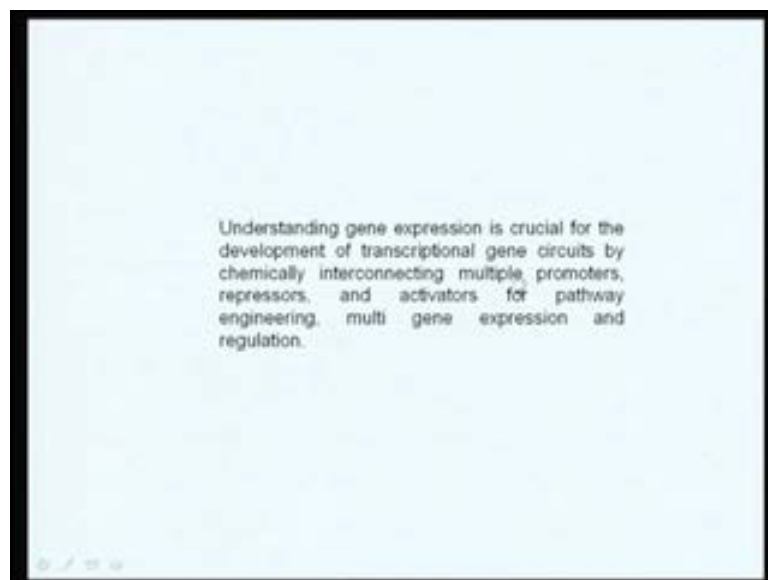 Understanding gene expression is crucial for the
development of transcriptional gene circuits by
chemically interconnecting multiple promoters,
repressors, and activators for pathway
engineering, multi gene expression and
regulation.